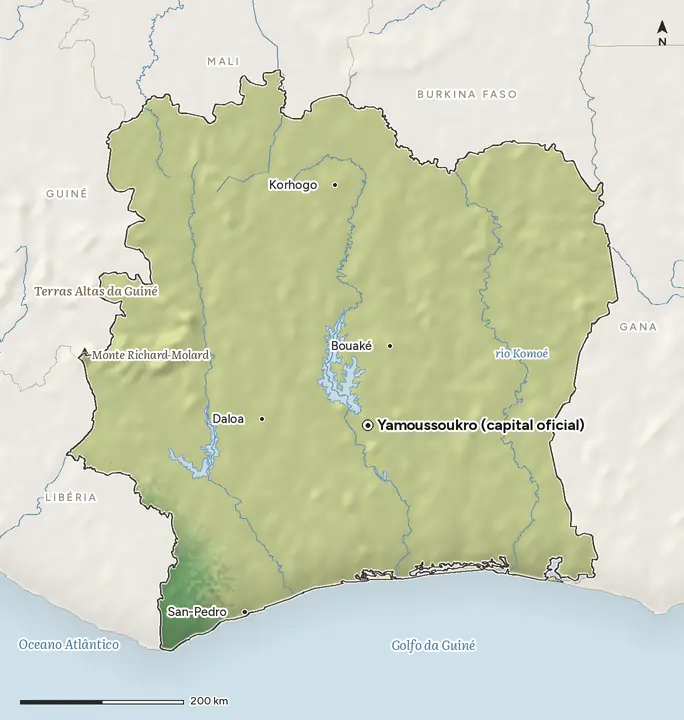 N
MALI
BURKINA FASO
Korhogo
GUINÉ
Terras Altas da Guiné
GANA
Bouaké
rio Komoé
Monte Richard-Molard
Daloa
Yamoussoukro (capital oficial)
LIBÉRIA
San-Pedro
Oceano Atlântico
Golfo da Guiné
200 km